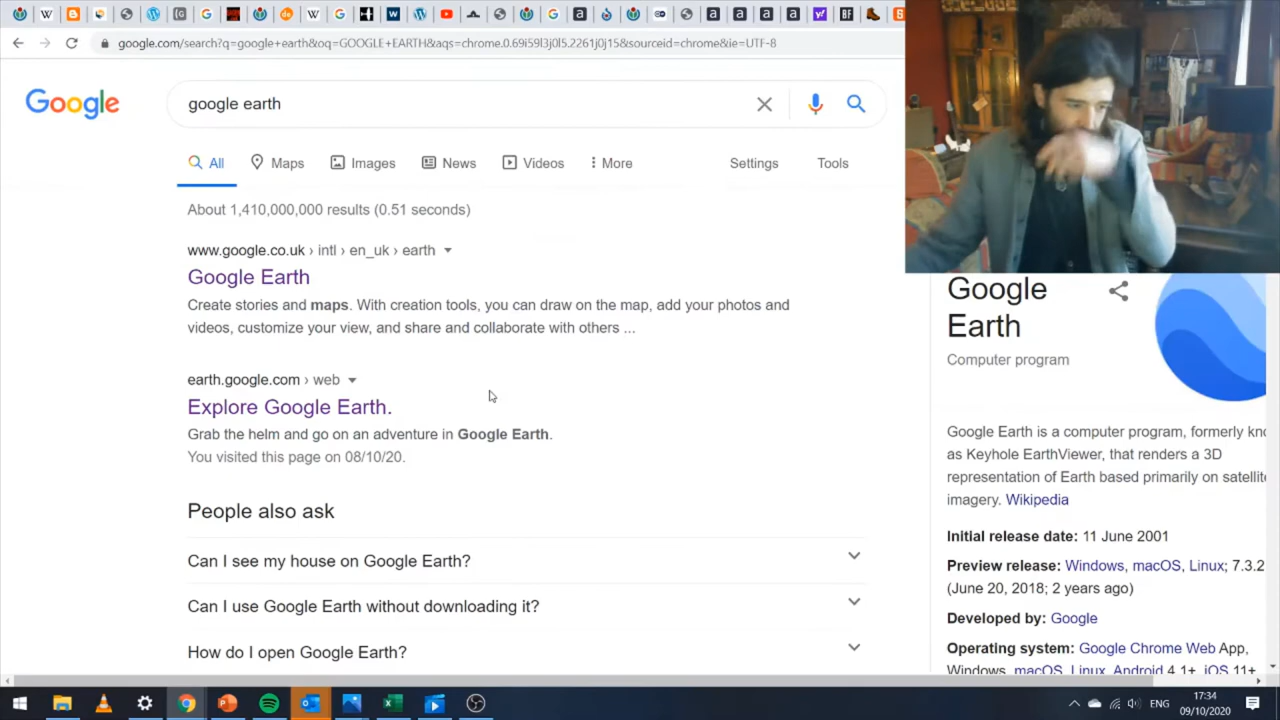 google.com/search?q=google+earth&oq=GOOGLE+EARTH&aqs=chrome.0.69i59l3j0l5.2261j0j15&sourceid=chrome&ie=UTF-8
Google
google earth
All
Maps
Images
News
Videos
More
Settings
Tools
About 1,410,000,000 results (0.51 seconds)
www.google.co.uk › intl › en_uk › earth
Google Earth
Create stories and maps. With creation tools, you can draw on the map, add your photos and
videos, customize your view, and share and collaborate with others ...
earth.google.com › web
Explore Google Earth.
Grab the helm and go on an adventure in Google Earth.
You visited this page on 08/10/20.
People also ask
Can I see my house on Google Earth?
Can I use Google Earth without downloading it?
How do I open Google Earth?
Google
Earth
Computer program
Google Earth is a computer program, formerly kno
as Keyhole EarthViewer, that renders a 3D
representation of Earth based primarily on satellit
imagery. Wikipedia
Initial release date: 11 June 2001
Preview release: Windows, macOS, Linux; 7.3.2
(June 20, 2018; 2 years ago)
Developed by: Google
Operating system: Google Chrome Web App,
Windows, macOS, Linux, Android 4.1+, iOS 11+
ENG
17:34
09/10/2020